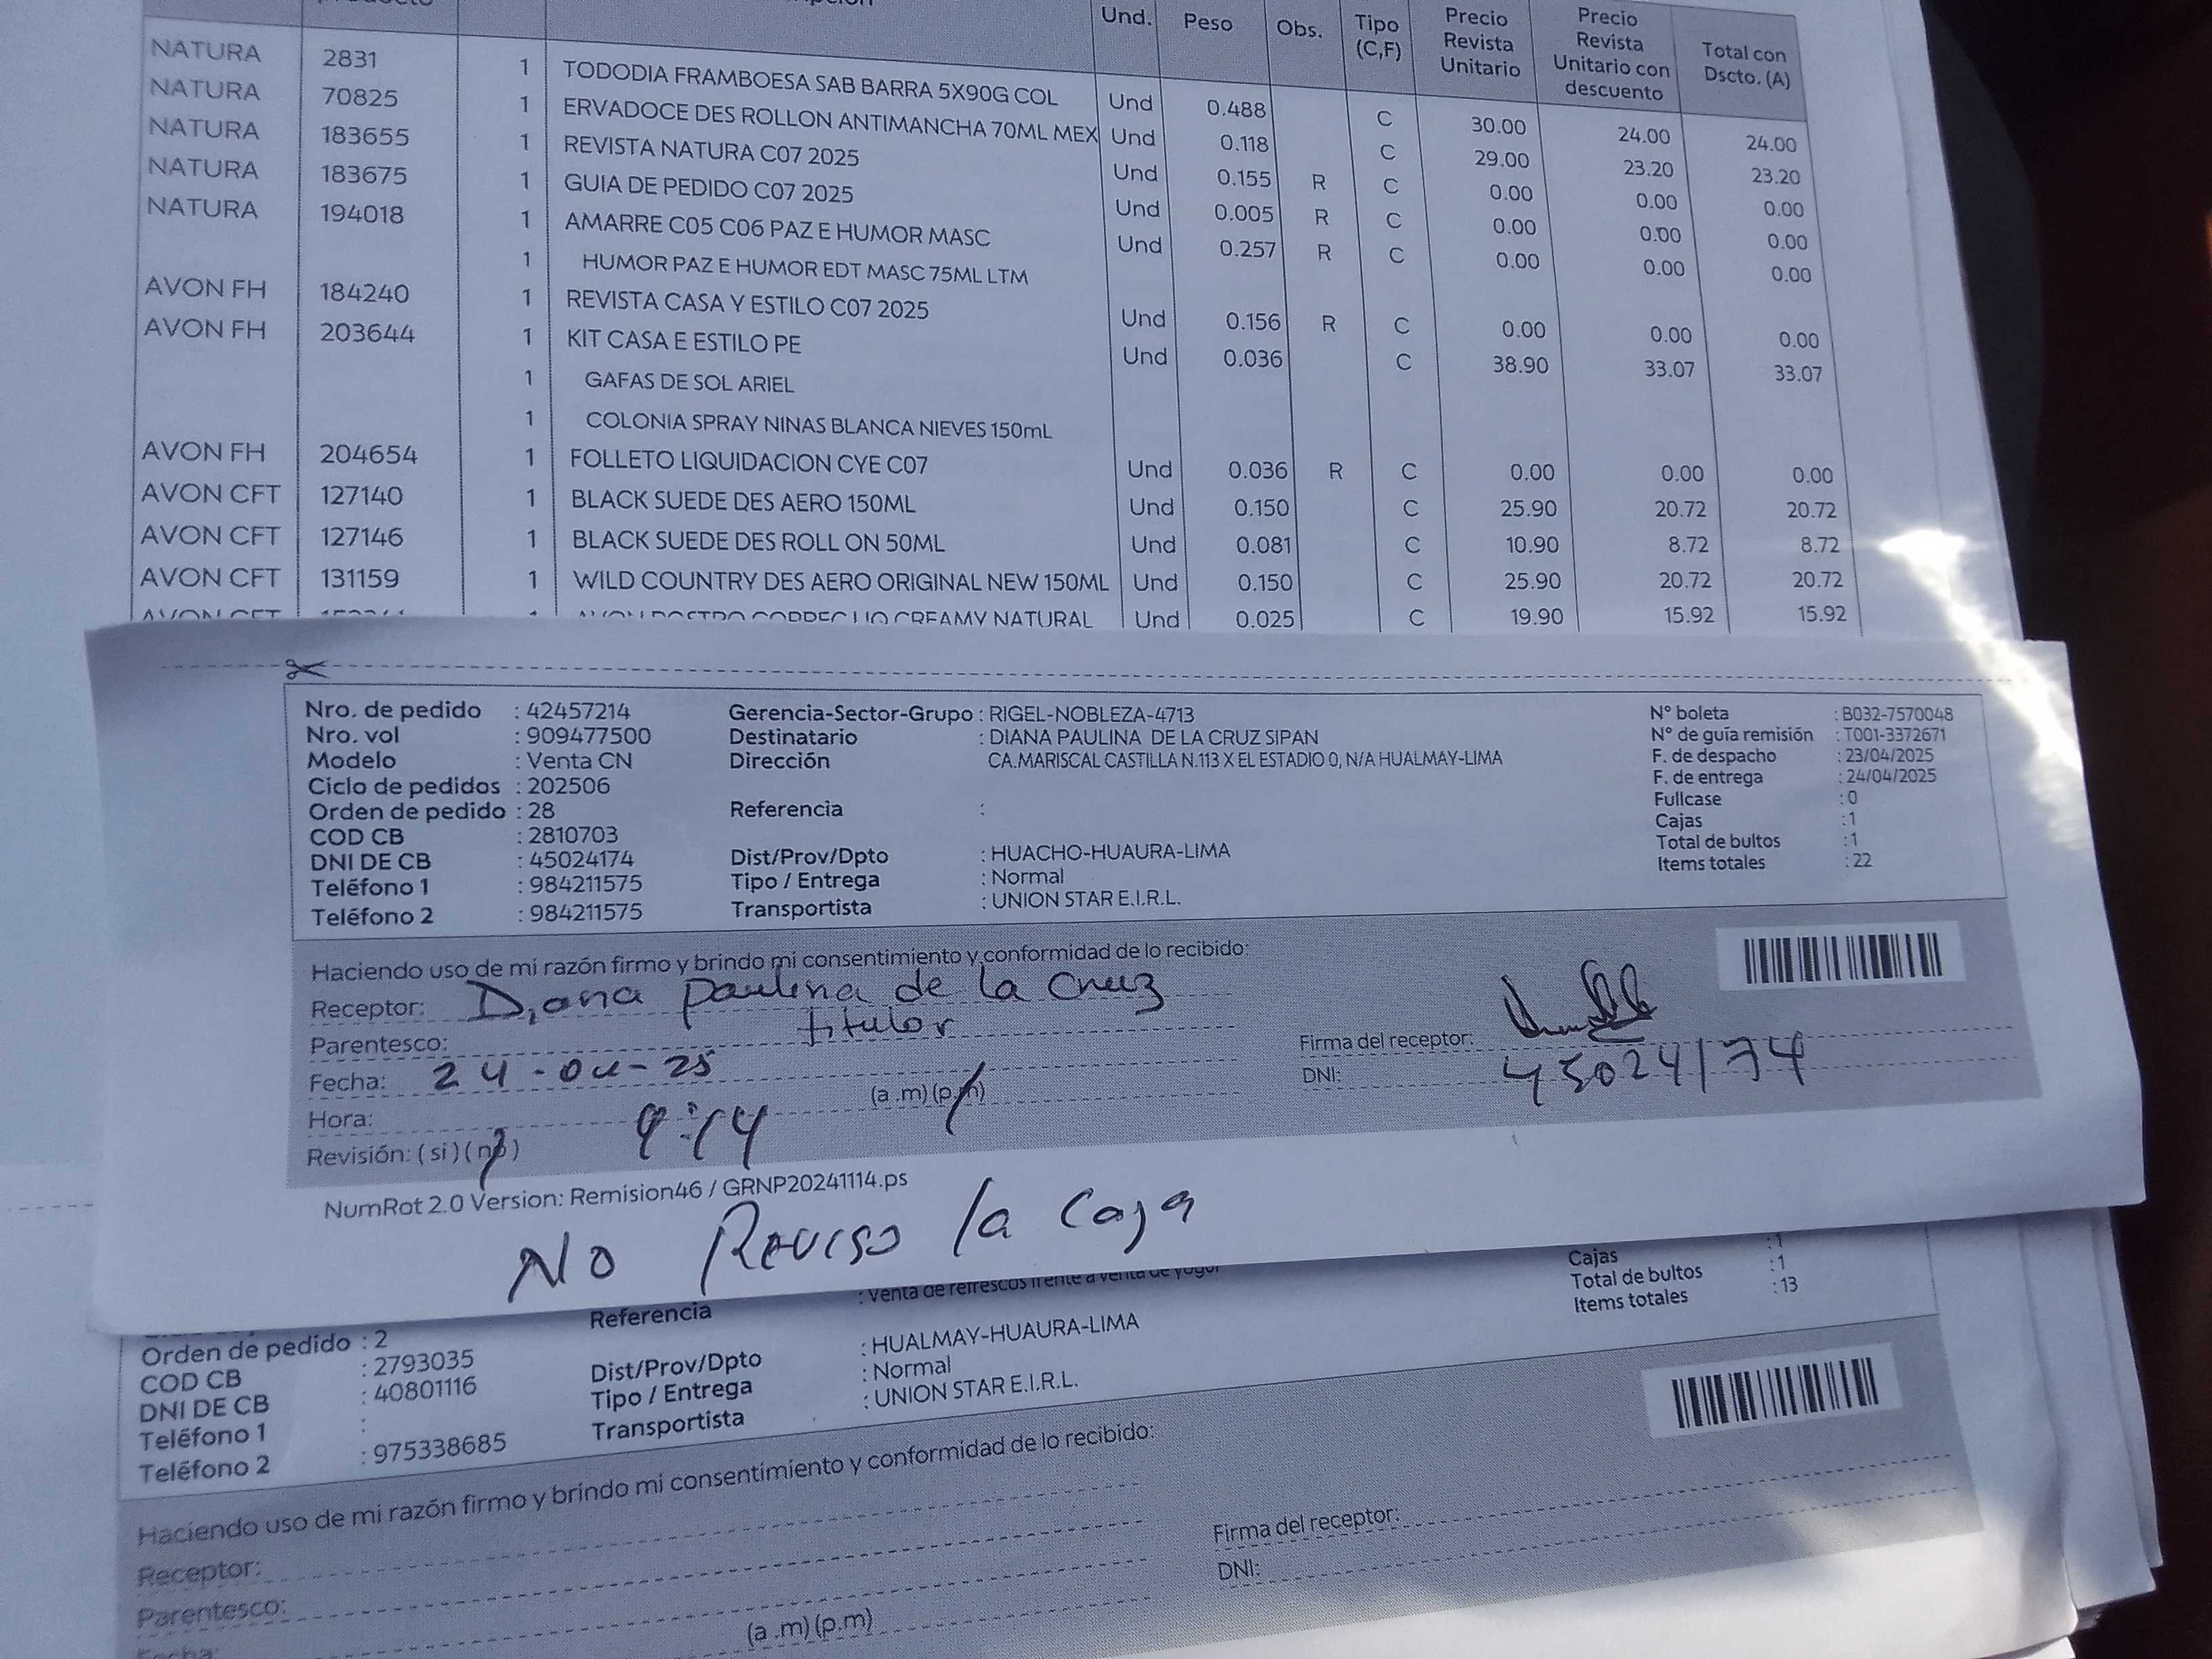 Und. Peso Obs. Tipo (C,F) Precio Revista Unitario Precio Revista Unitario con descuento Total con Dscto. (A)
NATURA 2831 1 TODODIA FRAMBOESA SAB BARRA 5X90G COL Und 0.488 C 30.00 24.00 24.00
NATURA 70825 1 ERVADOCE DES ROLLON ANTIMANCHA 70ML MEX Und 0.118 C 29.00 23.20 23.20
NATURA 183655 1 REVISTA NATURA C07 2025 Und 0.155 R C 0.00 0.00 0.00
NATURA 183675 1 GUIA DE PEDIDO C07 2025 Und 0.005 R C 0.00 0.00 0.00
NATURA 194018 1 AMARRE C05 C06 PAZ E HUMOR MASC Und 0.257 R C 0.00 0.00 0.00
1 HUMOR PAZ E HUMOR EDT MASC 75ML LTM
AVON FH 184240 1 REVISTA CASA Y ESTILO C07 2025 Und 0.156 R C 0.00 0.00 0.00
AVON FH 203644 1 KIT CASA E ESTILO PE Und 0.036 C 38.90 33.07 33.07
1 GAFAS DE SOL ARIEL
1 COLONIA SPRAY NINAS BLANCA NIEVES 150mL
AVON FH 204654 1 FOLLETO LIQUIDACION CYE C07 Und 0.036 R C 0.00 0.00 0.00
AVON CFT 127140 1 BLACK SUEDE DES AERO 150ML Und 0.150 C 25.90 20.72 20.72
AVON CFT 127146 1 BLACK SUEDE DES ROLL ON 50ML Und 0.081 C 10.90 8.72 8.72
AVON CFT 131159 1 WILD COUNTRY DES AERO ORIGINAL NEW 150ML Und 0.150 C 25.90 20.72 20.72
AVON CFT 1 AVON ROSTRO CREAMY NATURAL Und 0.025 C 19.90 15.92 15.92
Nro. de pedido : 42457214 Gerencia-Sector-Grupo : RIGEL-NOBLEZA-4713 N° boleta : B032-7570048
Nro. vol : 909477500 Destinatario : DIANA PAULINA DE LA CRUZ SIPAN N° de guía remisión : T001-3372671
Modelo : Venta CN Dirección CA.MARISCAL CASTILLA N.113 X EL ESTADIO 0, N/A HUALMAY-LIMA F. de despacho : 23/04/2025
Ciclo de pedidos : 202506 F. de entrega : 24/04/2025
Orden de pedido : 28 Referencia : Fullcase : 0
COD CB : 2810703 Cajas : 1
DNI DE CB : 45024174 Dist/Prov/Dpto : HUACHO-HUAURA-LIMA Total de bultos : 1
Teléfono 1 : 984211575 Tipo / Entrega : Normal Items totales : 22
Teléfono 2 : 984211575 Transportista : UNION STAR E.I.R.L.
Haciendo uso de mi razón firmo y brindo mi consentimiento y conformidad de lo recibido:
Receptor: Diana paulina de la Cruz
Parentesco: titular Firma del receptor:
Fecha: 24-04-25 DNI: 45024174
Hora: 9:14 (a .m) (p.m)
Revisión: ( si ) ( no )
NumRot 2.0 Version: Remision46 / GRNP20241114.ps
No Reviso la Caja
Referencia : Venta de refrescos frente a venta de yogur
: 1
Cajas : 1
Total de bultos
Items totales : 13
Orden de pedido : 2
COD CB : 2793035 Dist/Prov/Dpto : HUALMAY-HUAURA-LIMA
DNI DE CB : 40801116 Tipo / Entrega : Normal
Teléfono 1 : Transportista : UNION STAR E.I.R.L.
Teléfono 2 : 975338685
Haciendo uso de mi razón firmo y brindo mi consentimiento y conformidad de lo recibido:
Receptor: Firma del receptor:
Parentesco: DNI:
Fecha: (a .m) (p.m)